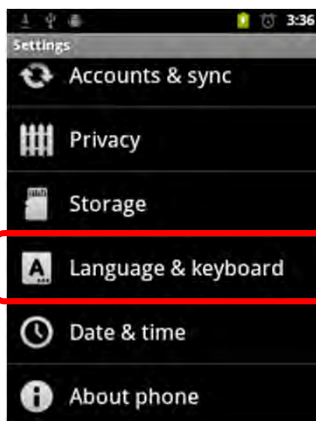 3:36
Settings
Accounts & sync
Privacy
Storage
A
Language & keyboard
Date & time
About phone